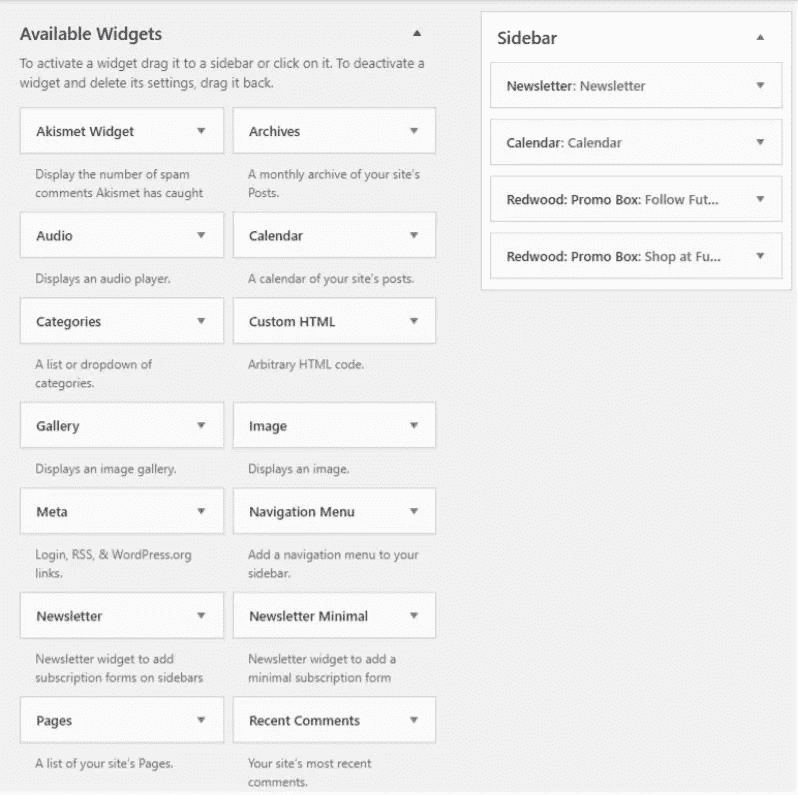 Available Widgets
To activate a widget drag it to a sidebar or click on it. To deactivate a
widget and delete its settings, drag it back.
Akismet Widget
Display the number of spam
comments Akismet has caught
Archives
A monthly archive of your site's
Posts.
Audio
Displays an audio player.
Calendar
A calendar of your site's posts.
Categories
A list or dropdown of
categories.
Custom HTML
Arbitrary HTML code.
Gallery
Displays an image gallery.
Image
Displays an image.
Meta
Login, RSS, & WordPress.org
links.
Navigation Menu
Add a navigation menu to your
sidebar.
Newsletter
Newsletter widget to add
subscription forms on sidebars
Newsletter Minimal
Newsletter widget to add a
minimal subscription form
Pages
A list of your site's Pages.
Recent Comments
Your site's most recent
comments.
Sidebar
Newsletter: Newsletter
Calendar: Calendar
Redwood: Promo Box: Follow Fut...
Redwood: Promo Box: Shop at Fu...